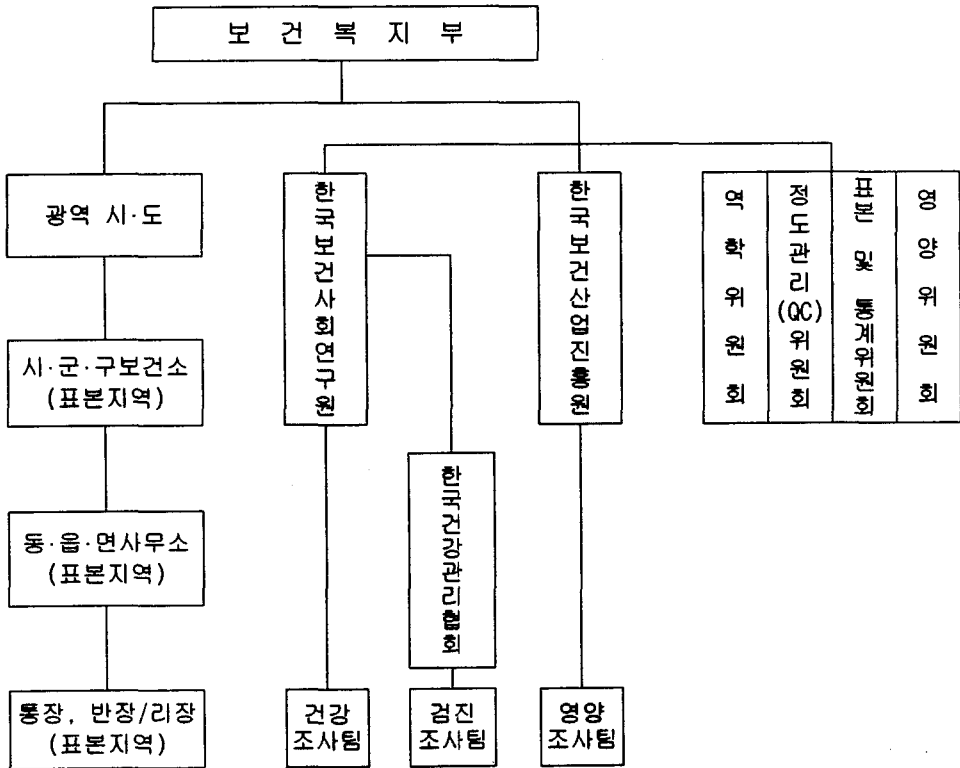 보 건 복 지 부
광역 시·도
시·군·구보건소
(표본지역)
동·읍·면사무소
(표본지역)
통장, 반장/리장
(표본지역)
한국보건사회연구원
한국건강관리협회
한국보건산업진흥원
역학위원회
정도관리(QC)위원회
표본 및 통계위원회
영양위원회
건강
조사팀
검진
조사팀
영양
조사팀